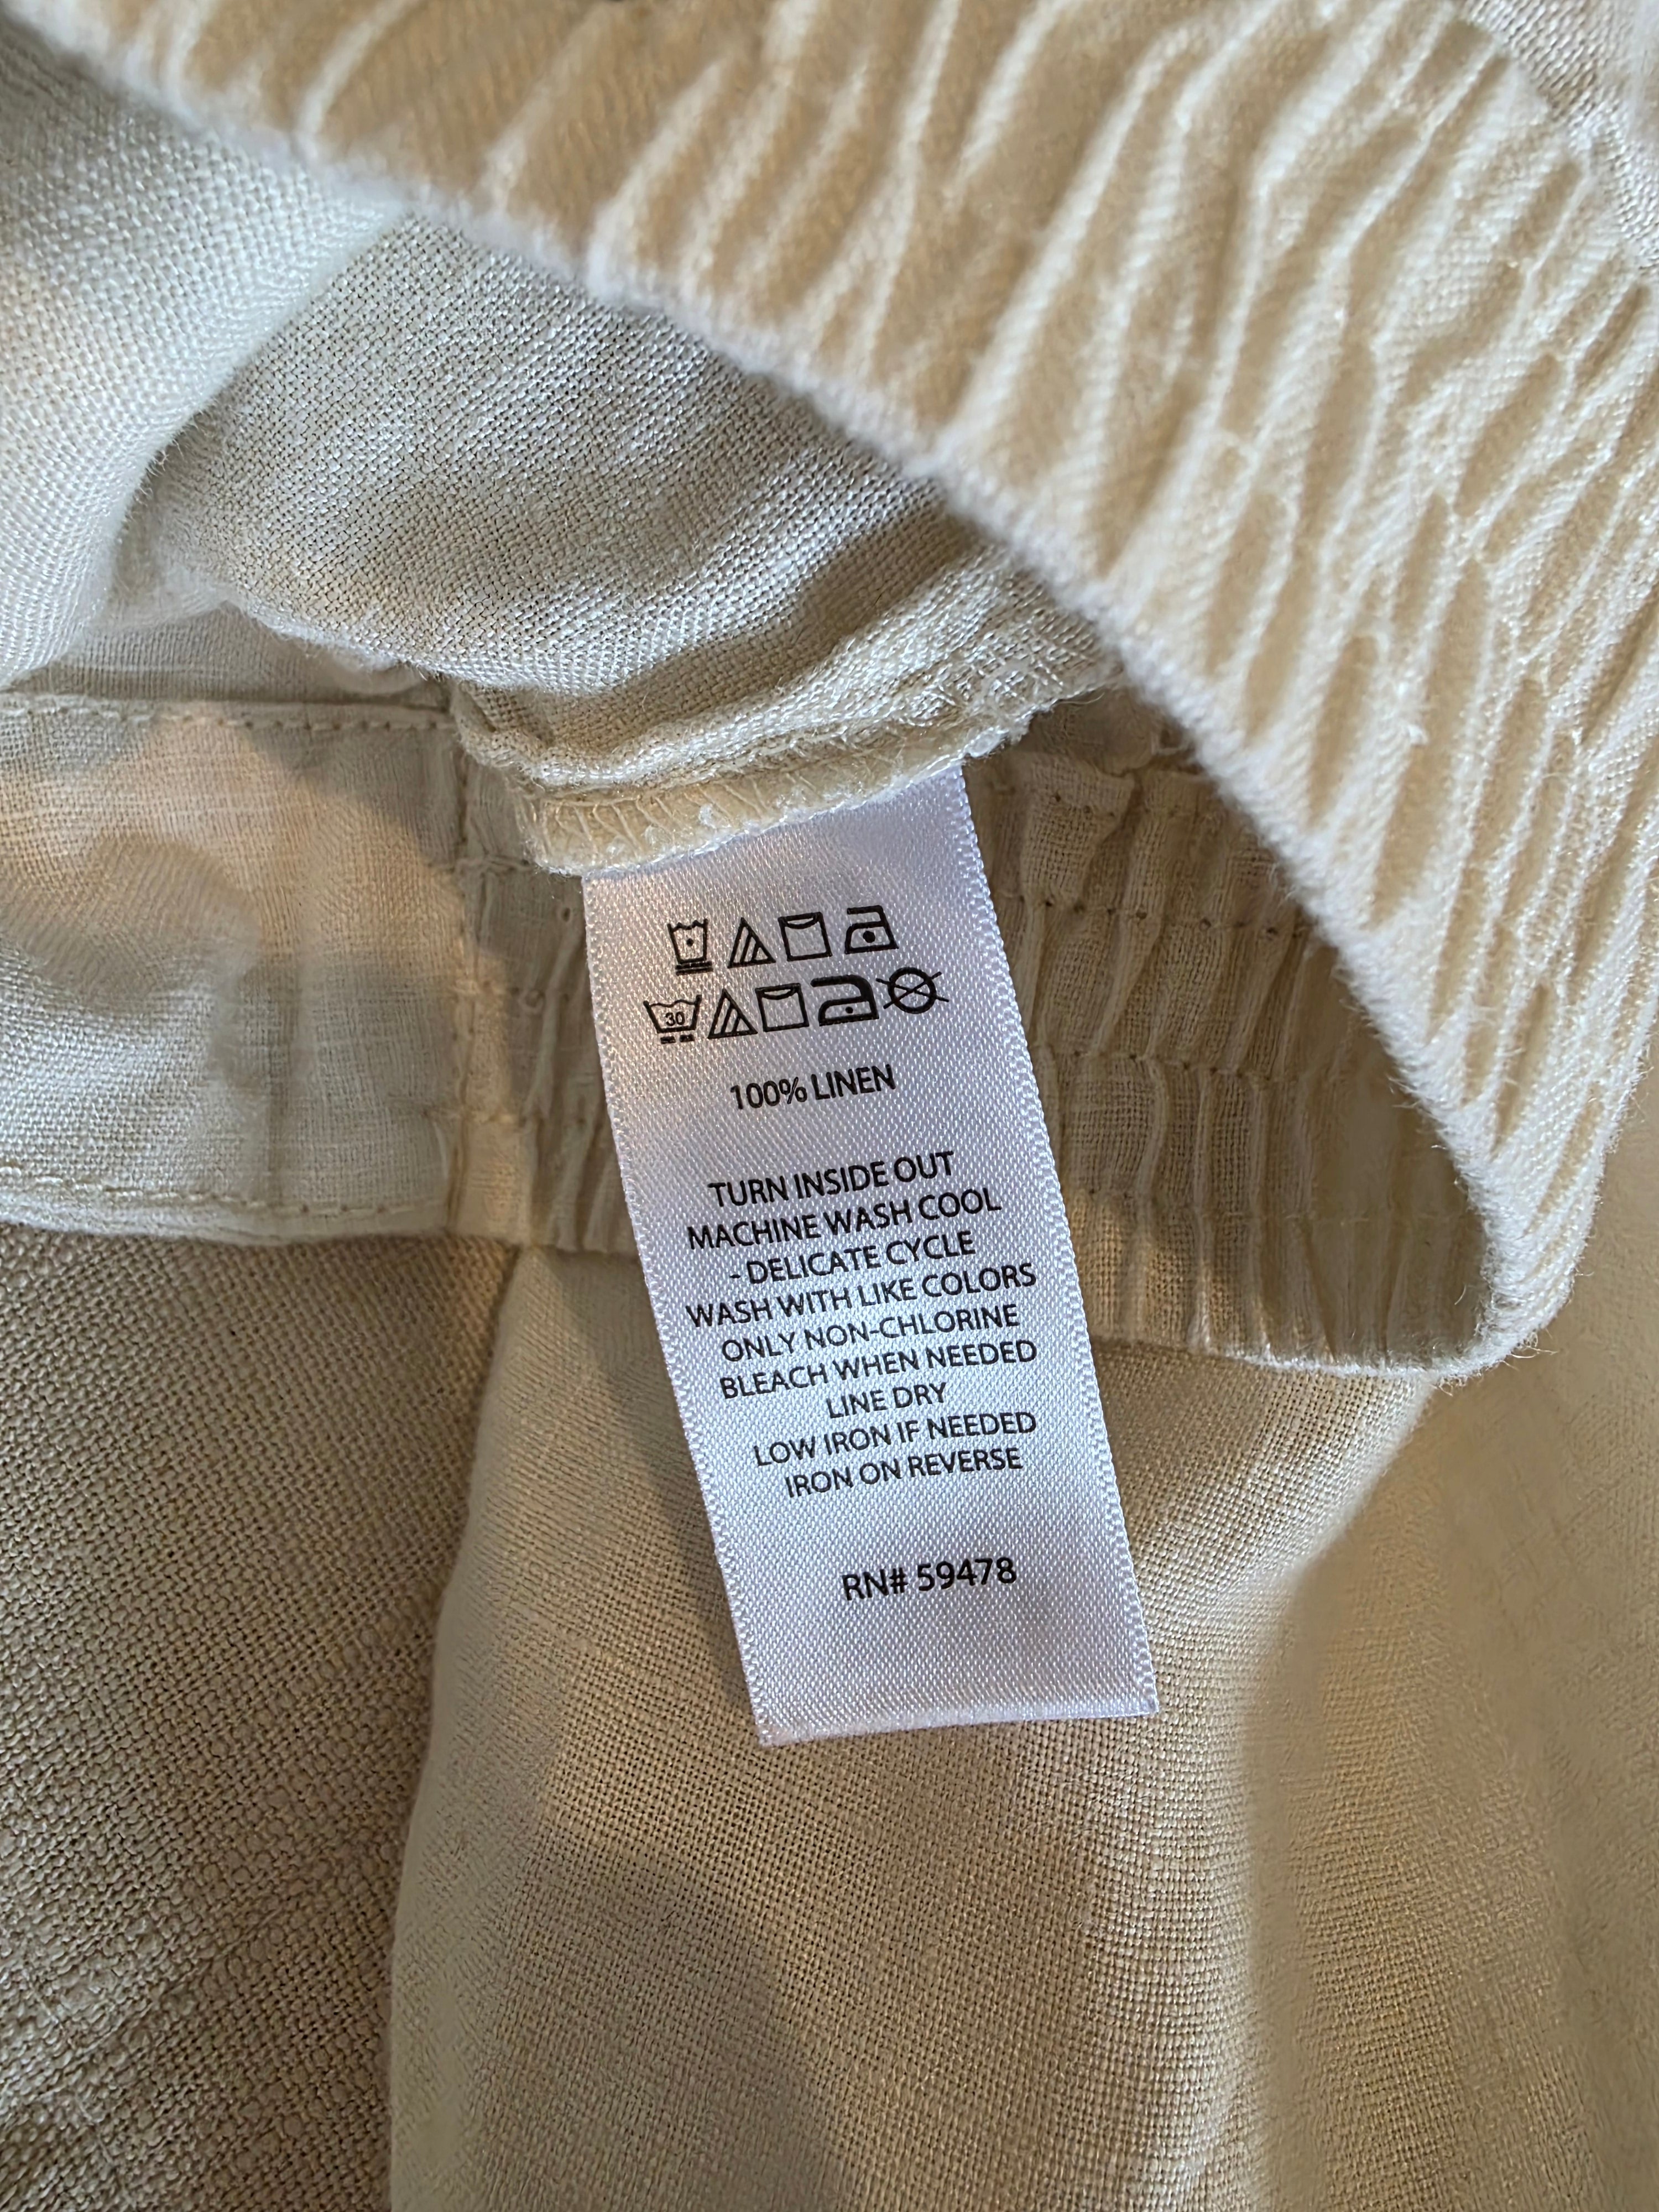 30
100% LINEN
TURN INSIDE OUT
MACHINE WASH COOL
- DELICATE CYCLE
WASH WITH LIKE COLORS
ONLY NON-CHLORINE
BLEACH WHEN NEEDED
LINE DRY
LOW IRON IF NEEDED
IRON ON REVERSE
RN# 59478